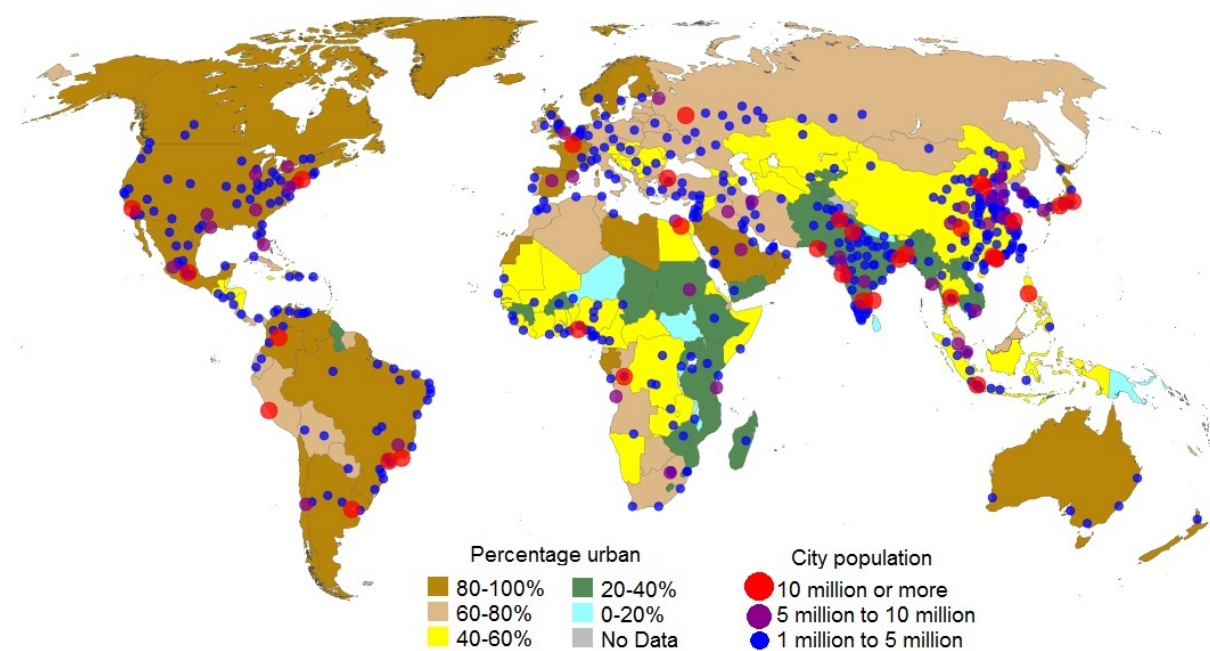 Percentage urban
80-100%
60-80%
40-60%
20-40%
0-20%
No Data
City population
10 million or more
5 million to 10 million
1 million to 5 million